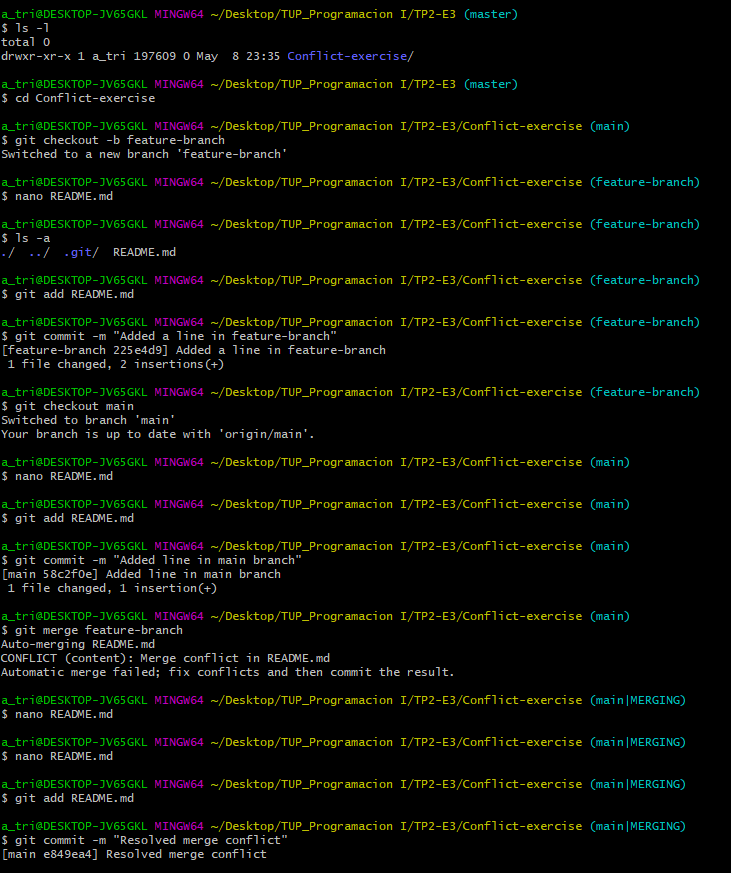 a_tri@DESKTOP-JV65GKL MINGW64 ~/Desktop/TUP_Programacion I/TP2-E3 (master)
$ ls -l
total 0
drwxr-xr-x 1 a_tri 197609 0 May  8 23:35 Conflict-exercise/
a_tri@DESKTOP-JV65GKL MINGW64 ~/Desktop/TUP_Programacion I/TP2-E3 (master)
$ cd Conflict-exercise
a_tri@DESKTOP-JV65GKL MINGW64 ~/Desktop/TUP_Programacion I/TP2-E3/Conflict-exercise (main)
$ git checkout -b feature-branch
Switched to a new branch 'feature-branch'
a_tri@DESKTOP-JV65GKL MINGW64 ~/Desktop/TUP_Programacion I/TP2-E3/Conflict-exercise (feature-branch)
$ nano README.md
a_tri@DESKTOP-JV65GKL MINGW64 ~/Desktop/TUP_Programacion I/TP2-E3/Conflict-exercise (feature-branch)
$ ls -a
./  ../  .git/  README.md
a_tri@DESKTOP-JV65GKL MINGW64 ~/Desktop/TUP_Programacion I/TP2-E3/Conflict-exercise (feature-branch)
$ git add README.md
a_tri@DESKTOP-JV65GKL MINGW64 ~/Desktop/TUP_Programacion I/TP2-E3/Conflict-exercise (feature-branch)
$ git commit -m "Added a line in feature-branch"
[feature-branch 225e4d9] Added a line in feature-branch
 1 file changed, 2 insertions(+)
a_tri@DESKTOP-JV65GKL MINGW64 ~/Desktop/TUP_Programacion I/TP2-E3/Conflict-exercise (feature-branch)
$ git checkout main
Switched to branch 'main'
Your branch is up to date with 'origin/main'.
a_tri@DESKTOP-JV65GKL MINGW64 ~/Desktop/TUP_Programacion I/TP2-E3/Conflict-exercise (main)
$ nano README.md
a_tri@DESKTOP-JV65GKL MINGW64 ~/Desktop/TUP_Programacion I/TP2-E3/Conflict-exercise (main)
$ git add README.md
a_tri@DESKTOP-JV65GKL MINGW64 ~/Desktop/TUP_Programacion I/TP2-E3/Conflict-exercise (main)
$ git commit -m "Added line in main branch"
[main 58c2f0e] Added line in main branch
 1 file changed, 1 insertion(+)
a_tri@DESKTOP-JV65GKL MINGW64 ~/Desktop/TUP_Programacion I/TP2-E3/Conflict-exercise (main)
$ git merge feature-branch
Auto-merging README.md
CONFLICT (content): Merge conflict in README.md
Automatic merge failed; fix conflicts and then commit the result.
a_tri@DESKTOP-JV65GKL MINGW64 ~/Desktop/TUP_Programacion I/TP2-E3/Conflict-exercise (main|MERGING)
$ nano README.md
a_tri@DESKTOP-JV65GKL MINGW64 ~/Desktop/TUP_Programacion I/TP2-E3/Conflict-exercise (main|MERGING)
$ nano README.md
a_tri@DESKTOP-JV65GKL MINGW64 ~/Desktop/TUP_Programacion I/TP2-E3/Conflict-exercise (main|MERGING)
$ git add README.md
a_tri@DESKTOP-JV65GKL MINGW64 ~/Desktop/TUP_Programacion I/TP2-E3/Conflict-exercise (main|MERGING)
$ git commit -m "Resolved merge conflict"
[main e849ea4] Resolved merge conflict